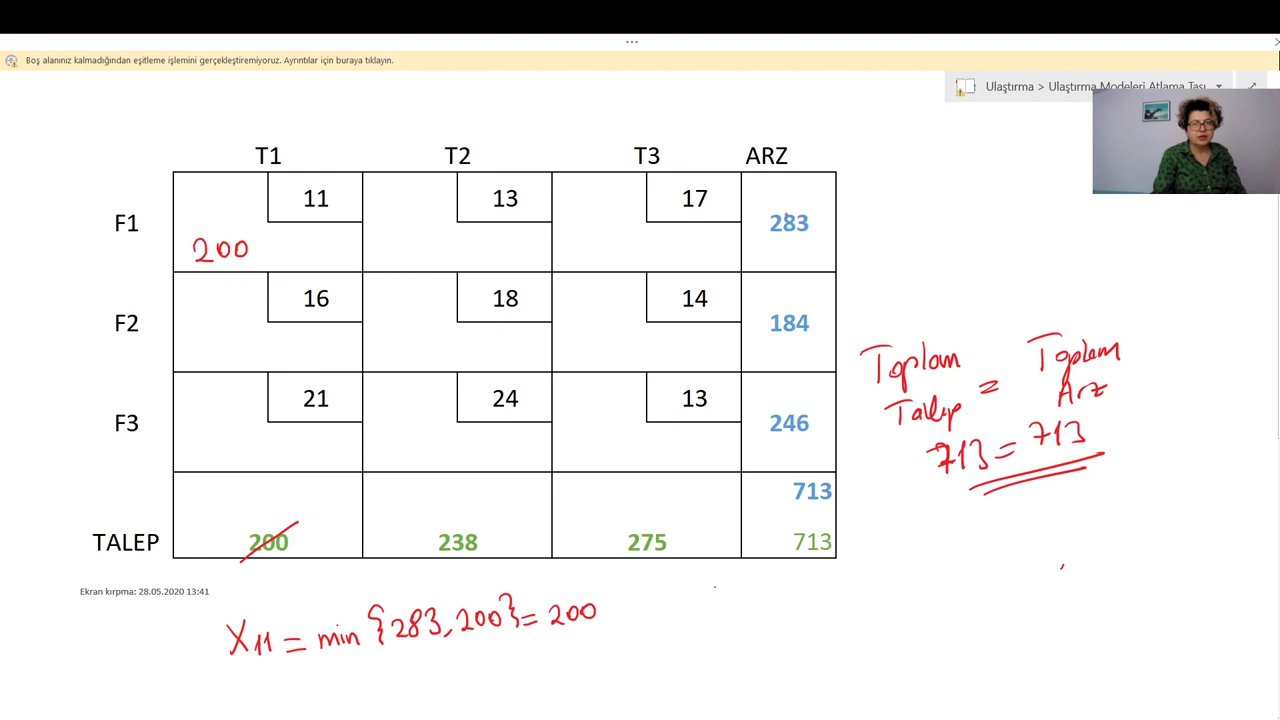 Boş alanınız kalmadığından eşitleme işlemini gerçekleştiremiyoruz. Ayrıntılar için buraya tıklayın.
Ulaştırma > Ulaştırma Modeleri Atlama Taşı
T1 T2 T3 ARZ
F1 11 13 17 283
200
F2 16 18 14 184
F3 21 24 13 246
713
TALEP 200 238 275 713
Toplam = Toplam
Talep Arz
713 = 713
Ekran kırpma: 28.05.2020 13:41
X11 = min {283, 200} = 200